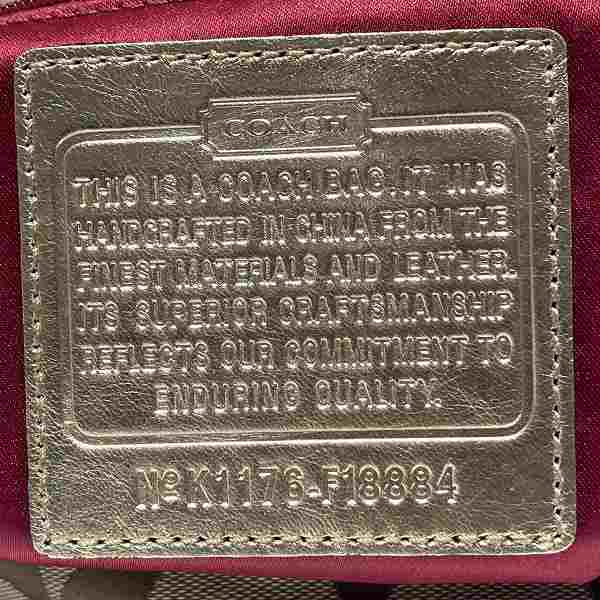 COACH
THIS IS A COACH BAG. IT WAS
HANDCRAFTED IN CHINA FROM THE
FINEST MATERIALS AND LEATHER.
ITS SUPERIOR CRAFTSMANSHIP
REFLECTS OUR COMMITMENT TO
ENDURING QUALITY.
Nº K1176-F18884